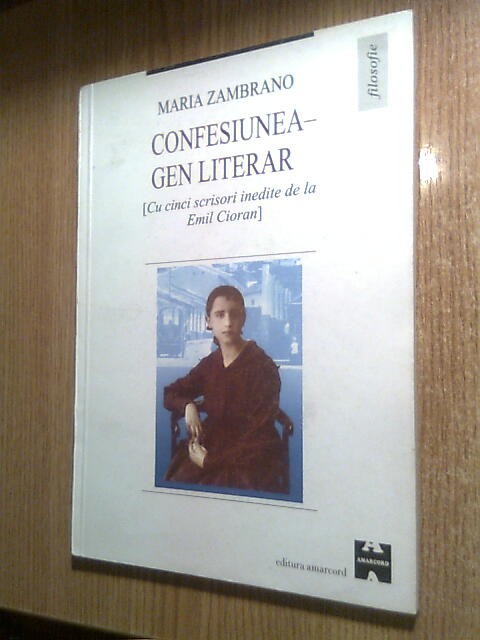 filosofie
MARIA ZAMBRANO
CONFESIUNEA–
GEN LITERAR
[Cu cinci scrisori inedite de la
Emil Cioran]
editura amarcord
A
AMARCORD
A